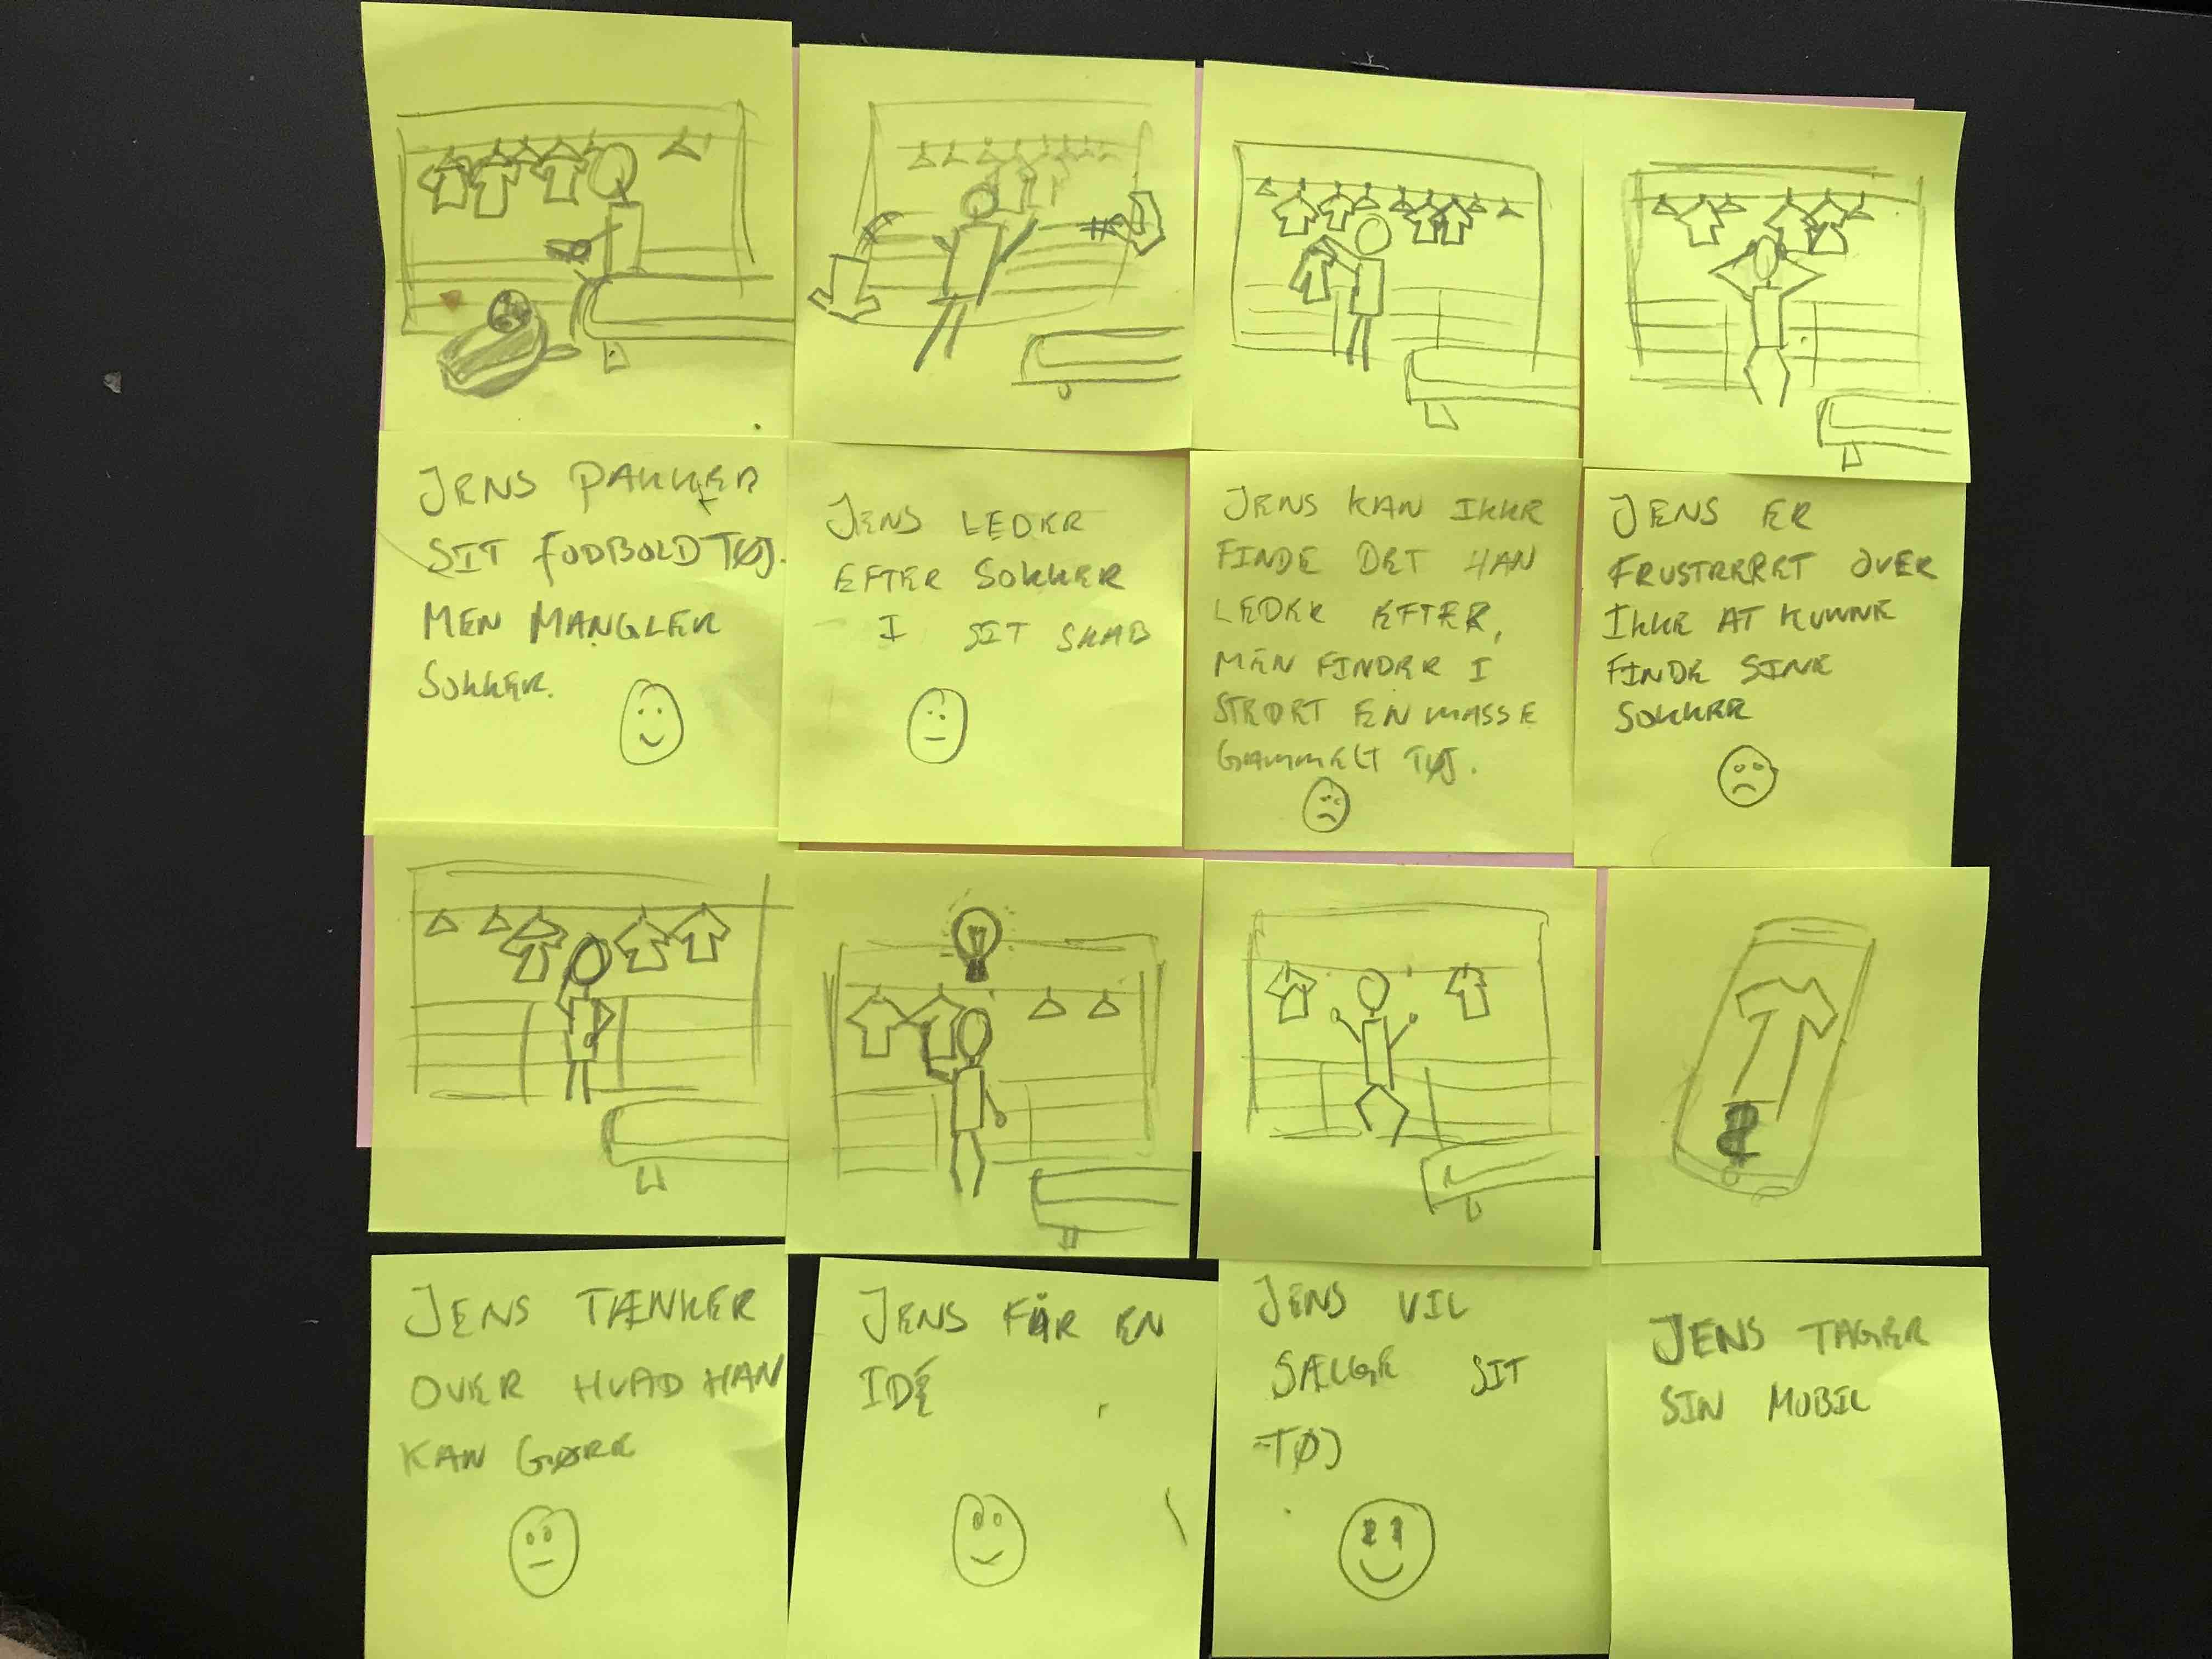 JENS PAKKER
SIT FODBOLDTØJ.
MEN MANGLER
SOKKER.
JENS LEDER
EFTER SOKKER
I SIT SKAB
JENS KAN IKKE
FINDE DET HAN
LEDER EFTER,
MEN FINDER I
STEDET EN MASSE
GAMMELT TØJ.
JENS ER
FRUSTRERET OVER
IKKE AT KUNNE
FINDE SINE
SOKKER
JENS TÆNKER
OVER HVAD HAN
KAN GØRE
JENS FÅR EN
IDÉ
JENS VIL
SÆLGE SIT
TØJ
JENS TAGER
SIN MOBIL